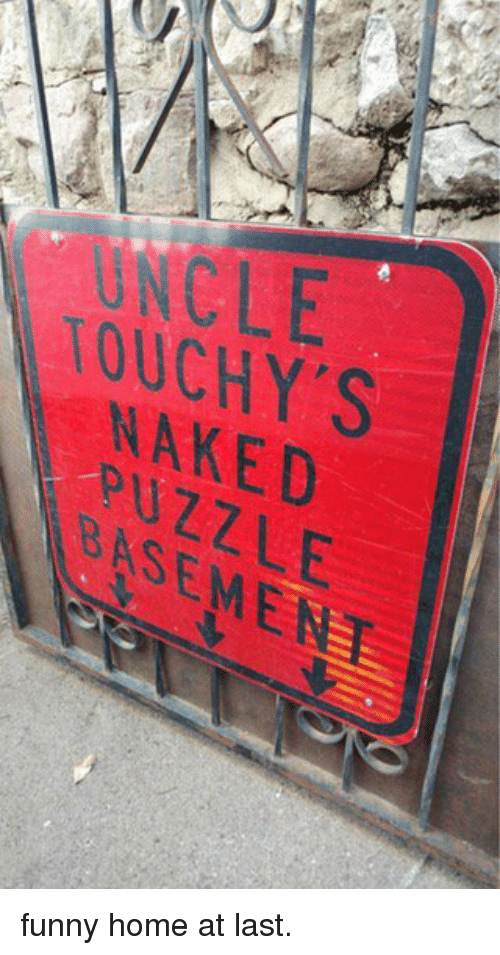 UNCLE
TOUCHY'S
NAKED
PUZZLE
BASEMENT
funny home at last.